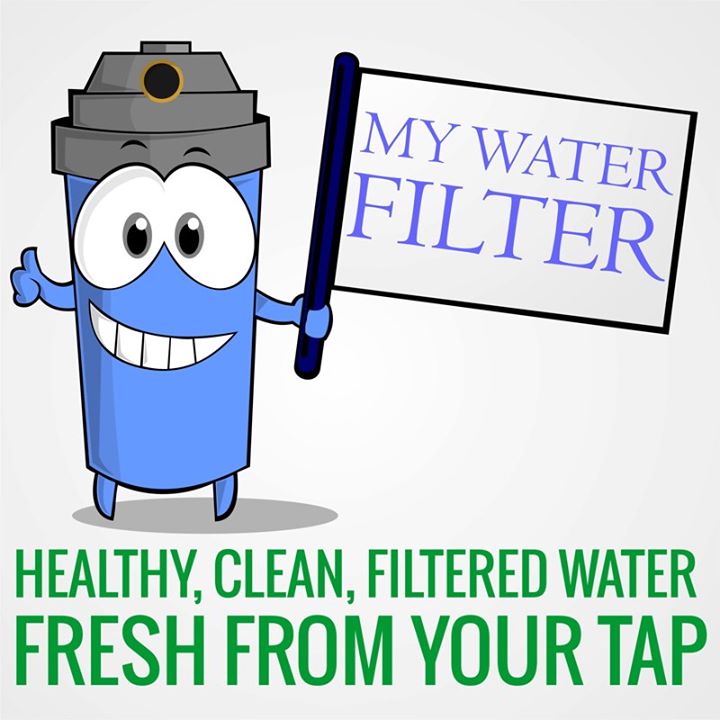 MY WATER
FILTER
HEALTHY, CLEAN, FILTERED WATER
FRESH FROM YOUR TAP